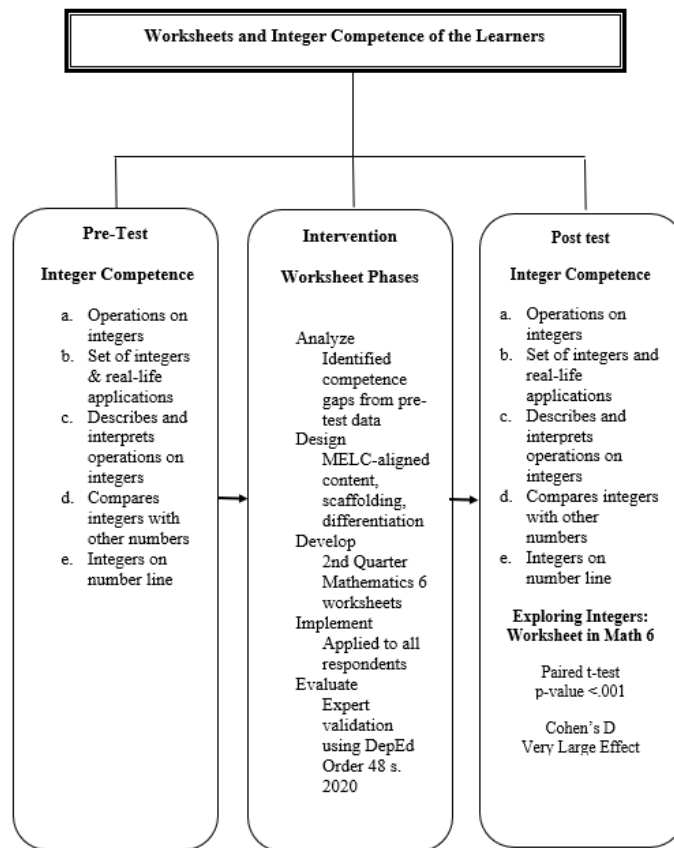 Worksheets and Integer Competence of the Learners
Pre-Test
Integer Competence
a. Operations on
integers
b. Set of integers
& real-life
applications
c. Describes and
interprets
operations on
integers
d. Compares
integers with
other numbers
e. Integers on
number line
Intervention
Worksheet Phases
Analyze
Identified
competence
gaps from pre-
test data
Design
MELC-aligned
content,
scaffolding,
differentiation
Develop
2nd Quarter
Mathematics 6
worksheets
Implement
Applied to all
respondents
Evaluate
Expert
validation
using DepEd
Order 48 s.
2020
Post test
Integer Competence
a. Operations on
integers
b. Set of integers and
real-life
applications
c. Describes and
interprets
operations on
integers
d. Compares integers
with other
numbers
e. Integers on
number line
Exploring Integers:
Worksheet in Math 6
Paired t-test
p-value <.001
Cohen's D
Very Large Effect